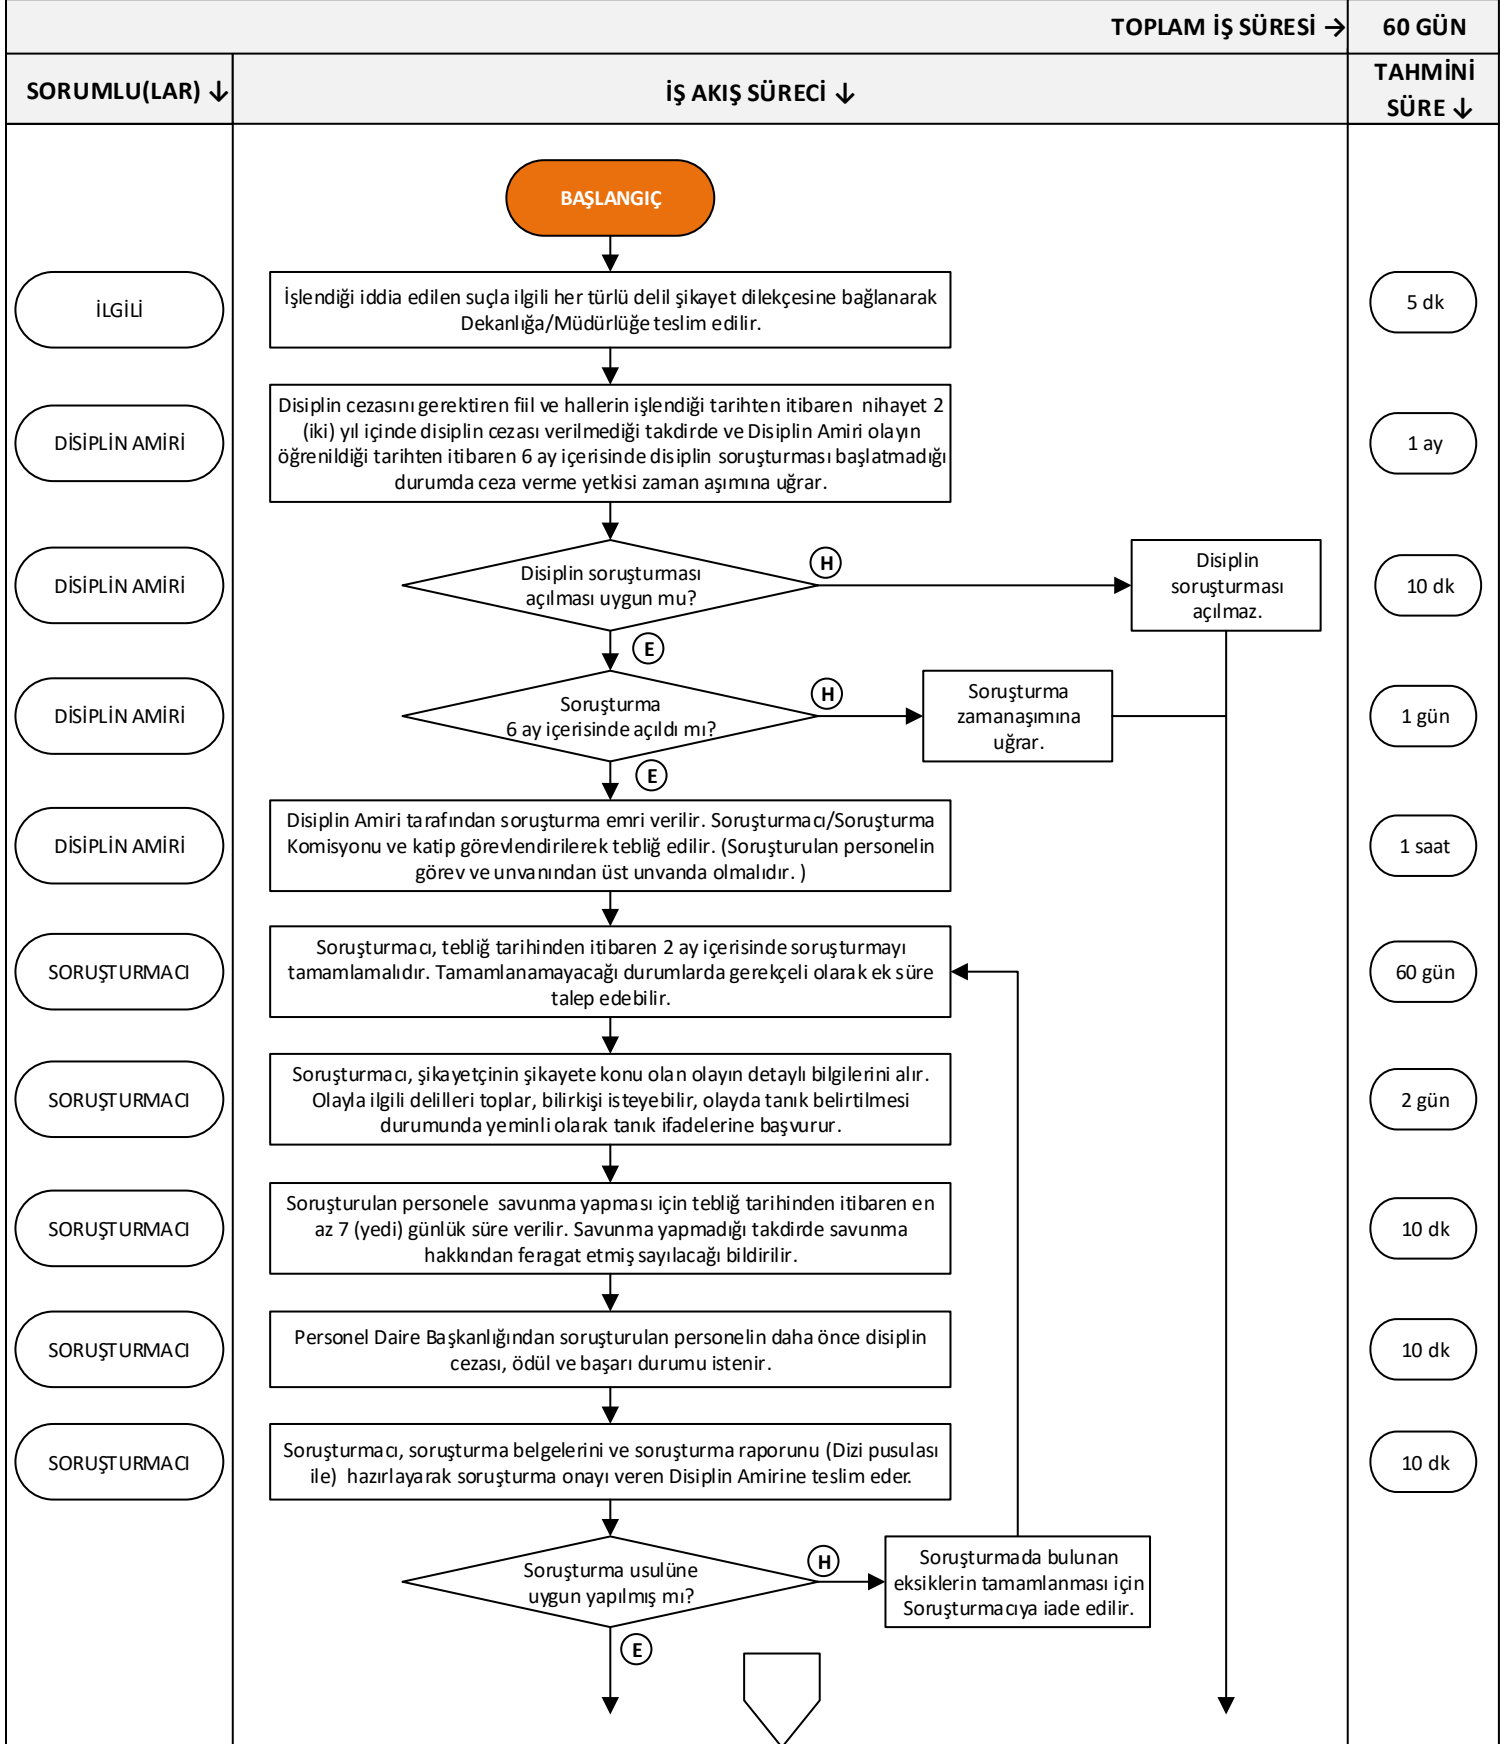 TOPLAM İŞ SÜRESİ → 60 GÜN
SORUMLU(LAR) ↓ İŞ AKIŞ SÜRECİ ↓ TAHMİNİ
SÜRE ↓
BAŞLANGIÇ
İLGİLİ
İşlendiği iddia edilen suçla ilgili her türlü delil şikayet dilekçesine bağlanarak
Dekanlığa/Müdürlüğe teslim edilir.
5 dk
DİSİPLİN AMİRİ
Disiplin cezasını gerektiren fiil ve hallerin işlendiği tarihten itibaren nihayet 2
(iki) yıl içinde disiplin cezası verilmediği takdirde ve Disiplin Amiri olayın
öğrenildiği tarihten itibaren 6 ay içerisinde disiplin soruşturması başlatmadığı
durumda ceza verme yetkisi zaman aşımına uğrar.
1 ay
DİSİPLİN AMİRİ
Disiplin soruşturması
açılması uygun mu?
H
E
Disiplin
soruşturması
açılmaz.
10 dk
DİSİPLİN AMİRİ
Soruşturma
6 ay içerisinde açıldı mı?
H
E
Soruşturma
zamanaşımına
uğrar.
1 gün
DİSİPLİN AMİRİ
Disiplin Amiri tarafından soruşturma emri verilir. Soruşturmacı/Soruşturma
Komisyonu ve katip görevlendirilerek tebliğ edilir. (Soruşturulan personelin
görev ve unvanından üst unvanda olmalıdır. )
1 saat
SORUŞTURMACI
Soruşturmacı, tebliğ tarihinden itibaren 2 ay içerisinde soruşturmayı
tamamlamalıdır. Tamamlanamayacağı durumlarda gerekçeli olarak ek süre
talep edebilir.
60 gün
SORUŞTURMACI
Soruşturmacı, şikayetçinin şikayete konu olan olayın detaylı bilgilerini alır.
Olayla ilgili delilleri toplar, bilirkişi isteyebilir, olayda tanık belirtilmesi
durumunda yeminli olarak tanık ifadelerine başvurur.
2 gün
SORUŞTURMACI
Soruşturulan personele savunma yapması için tebliğ tarihinden itibaren en
az 7 (yedi) günlük süre verilir. Savunma yapmadığı takdirde savunma
hakkından feragat etmiş sayılacağı bildirilir.
10 dk
SORUŞTURMACI
Personel Daire Başkanlığından soruşturulan personelin daha önce disiplin
cezası, ödül ve başarı durumu istenir.
10 dk
SORUŞTURMACI
Soruşturmacı, soruşturma belgelerini ve soruşturma raporunu (Dizi pusulası
ile) hazırlayarak soruşturma onayı veren Disiplin Amirine teslim eder.
10 dk
Soruşturma usulüne
uygun yapılmış mı?
H
E
Soruşturmada bulunan
eksiklerin tamamlanması için
Soruşturmacıya iade edilir.